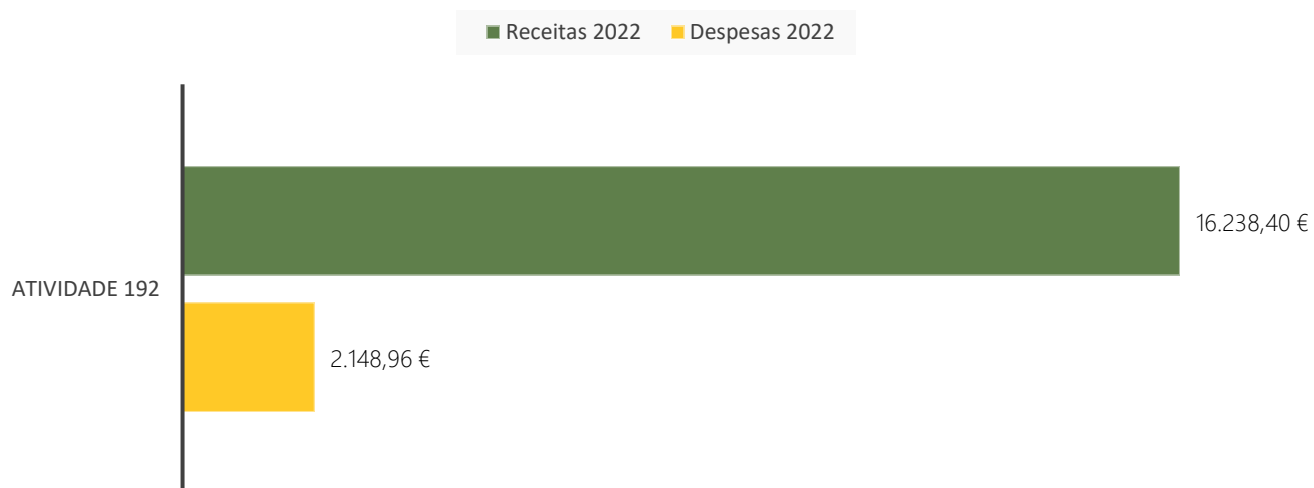 Receitas 2022 Despesas 2022
16.238,40 €
ATIVIDADE 192
2.148,96 €